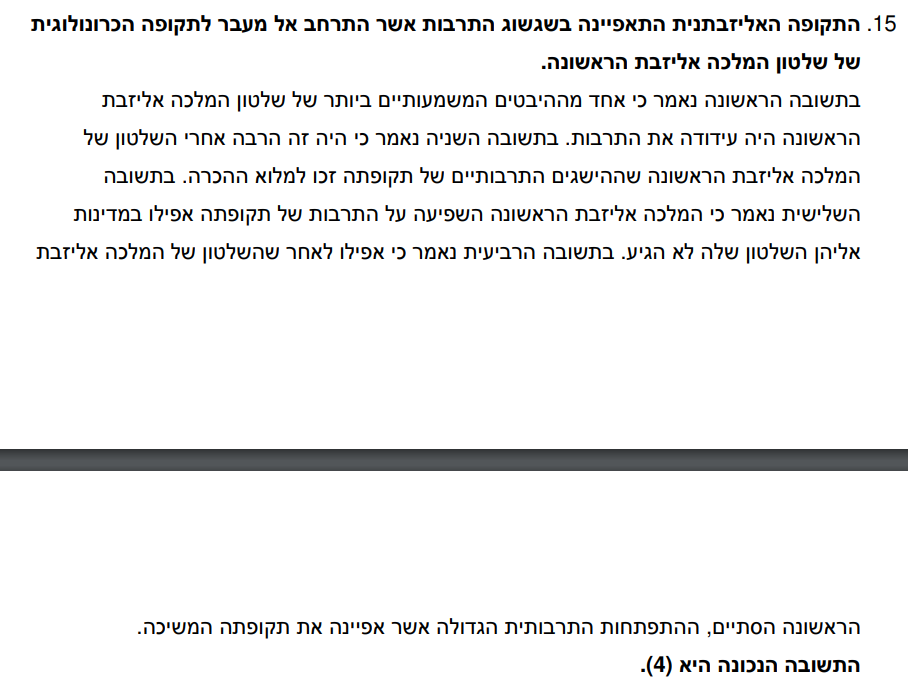 15. התקופה האליזבתנית התאפיינה בשגשוג התרבות אשר התרחב אל מעבר לתקופה הכרונולוגית
של שלטון המלכה אליזבת הראשונה.
בתשובה הראשונה נאמר כי אחד מההיבטים המשמעותיים ביותר של שלטון המלכה אליזבת
הראשונה היה עידודה את התרבות. בתשובה השניה נאמר כי היה זה הרבה אחרי השלטון של
המלכה אליזבת הראשונה שההישגים התרבותיים של תקופתה זכו למלוא ההכרה. בתשובה
השלישית נאמר כי המלכה אליזבת הראשונה השפיעה על התרבות של תקופתה אפילו במדינות
אליהן השלטון שלה לא הגיע. בתשובה הרביעית נאמר כי אפילו לאחר שהשלטון של המלכה אליזבת
הראשונה הסתיים, ההתפתחות התרבותית הגדולה אשר אפיינה את תקופתה המשיכה.
התשובה הנכונה היא (4).